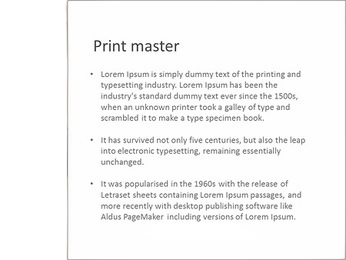 Print master
• Lorem Ipsum is simply dummy text of the printing and
typesetting industry. Lorem Ipsum has been the
industry's standard dummy text ever since the 1500s,
when an unknown printer took a galley of type and
scrambled it to make a type specimen book.
• It has survived not only five centuries, but also the leap
into electronic typesetting, remaining essentially
unchanged.
• It was popularised in the 1960s with the release of
Letraset sheets containing Lorem Ipsum passages, and
more recently with desktop publishing software like
Aldus PageMaker including versions of Lorem Ipsum.